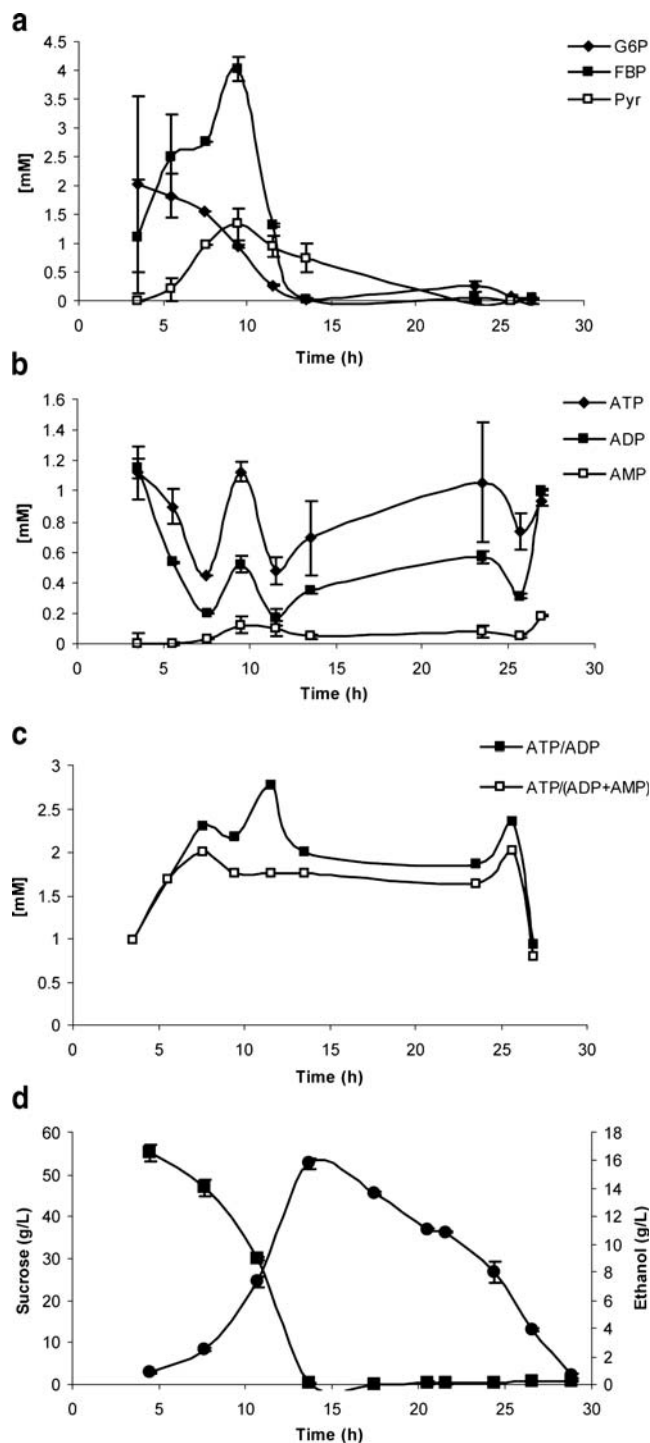 a
G6P
FBP
Pyr
4.5
4
3.5
3
2.5
2
1.5
1
0.5
0
[mM]
0 5 10 15 20 25 30
Time (h)
b
ATP
ADP
AMP
1.6
1.4
1.2
1
0.8
0.6
0.4
0.2
0
[mM]
0 5 10 15 20 25 30
Time (h)
c
ATP/ADP
ATP/(ADP+AMP)
3
2.5
2
1.5
1
0.5
0
[mM]
0 5 10 15 20 25 30
Time (h)
d
60
50
40
30
20
10
0
Sucrose (g/L)
18
16
14
12
10
8
6
4
2
0
Ethanol (g/L)
0 5 10 15 20 25 30
Time (h)